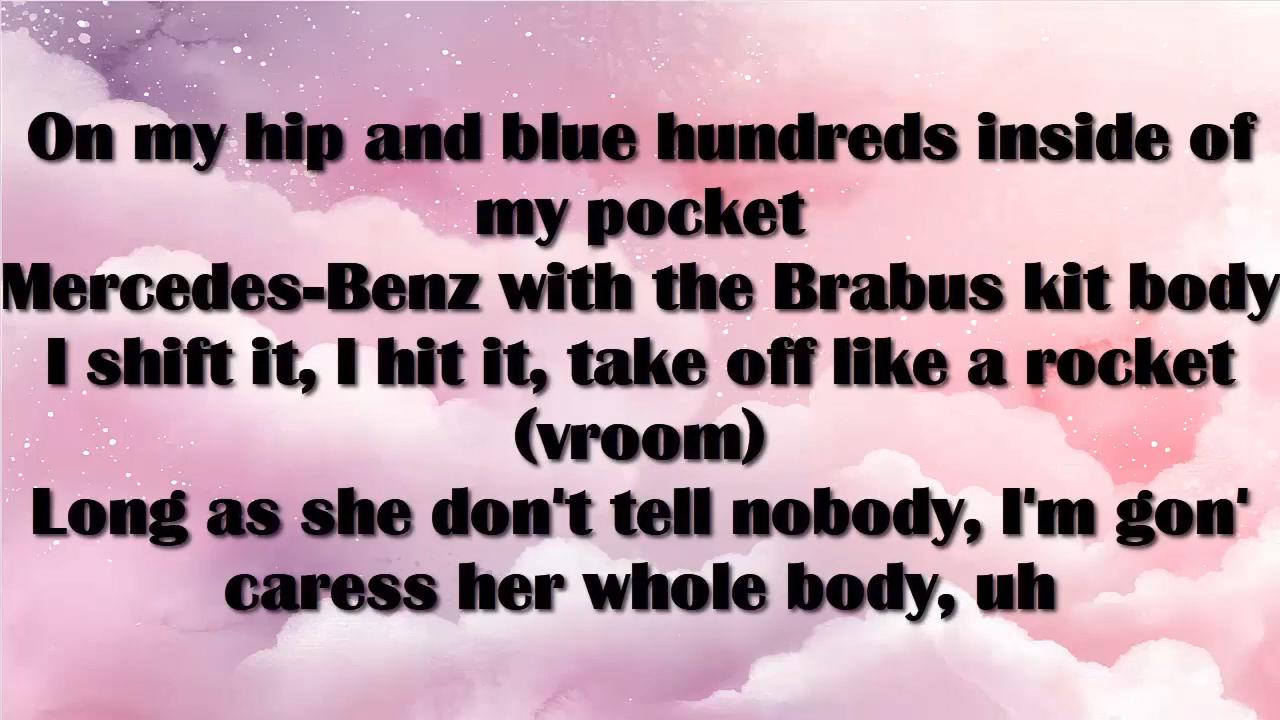 On my hip and blue hundreds inside of
my pocket
Mercedes-Benz with the Brabus kit body
I shift it, I hit it, take off like a rocket
(vroom)
Long as she don't tell nobody, I'm gon'
caress her whole body, uh